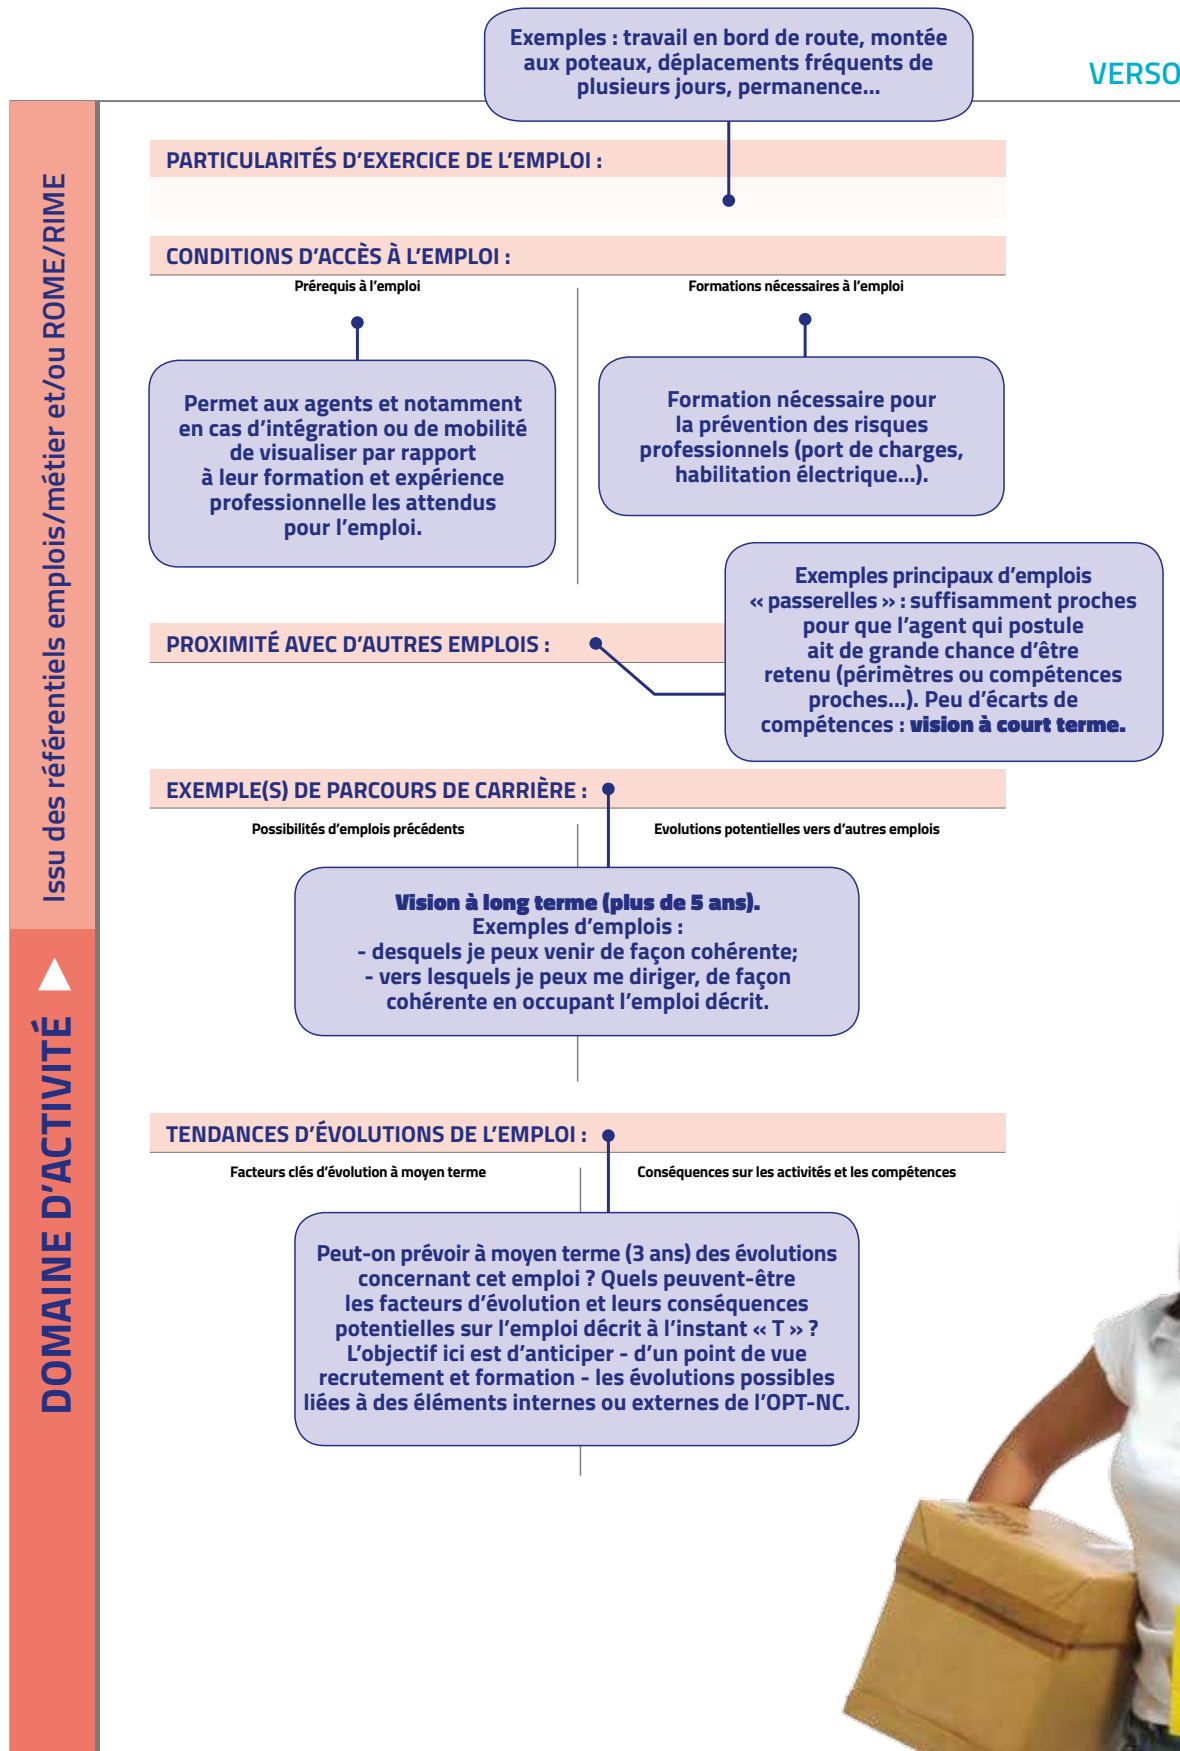 Exemples : travail en bord de route, montée
aux poteaux, déplacements fréquents de
plusieurs jours, permanence...
VERSO
PARTICULARITÉS D’EXERCICE DE L’EMPLOI :
CONDITIONS D’ACCÈS À L’EMPLOI :
Prérequis à l’emploi
Formations nécessaires à l’emploi
Permet aux agents et notamment
en cas d’intégration ou de mobilité
de visualiser par rapport
à leur formation et expérience
professionnelle les attendus
pour l’emploi.
Formation nécessaire pour
la prévention des risques
professionnels (port de charges,
habilitation électrique...).
PROXIMITÉ AVEC D’AUTRES EMPLOIS :
Exemples principaux d’emplois
« passerelles » : suffisamment proches
pour que l’agent qui postule
ait de grande chance d’être
retenu (périmètres ou compétences
proches...). Peu d’écarts de
compétences : vision à court terme.
EXEMPLE(S) DE PARCOURS DE CARRIÈRE :
Possibilités d’emplois précédents
Evolutions potentielles vers d’autres emplois
Vision à long terme (plus de 5 ans).
Exemples d’emplois :
- desquels je peux venir de façon cohérente;
- vers lesquels je peux me diriger, de façon
cohérente en occupant l’emploi décrit.
TENDANCES D’ÉVOLUTIONS DE L’EMPLOI :
Facteurs clés d’évolution à moyen terme
Conséquences sur les activités et les compétences
Peut-on prévoir à moyen terme (3 ans) des évolutions
concernant cet emploi ? Quels peuvent-être
les facteurs d’évolution et leurs conséquences
potentielles sur l’emploi décrit à l’instant « T » ?
L’objectif ici est d’anticiper - d’un point de vue
recrutement et formation - les évolutions possibles
liées à des éléments internes ou externes de l’OPT-NC.
Issu des référentiels emplois/métier et/ou ROME/RIME
DOMAINE D’ACTIVITÉ